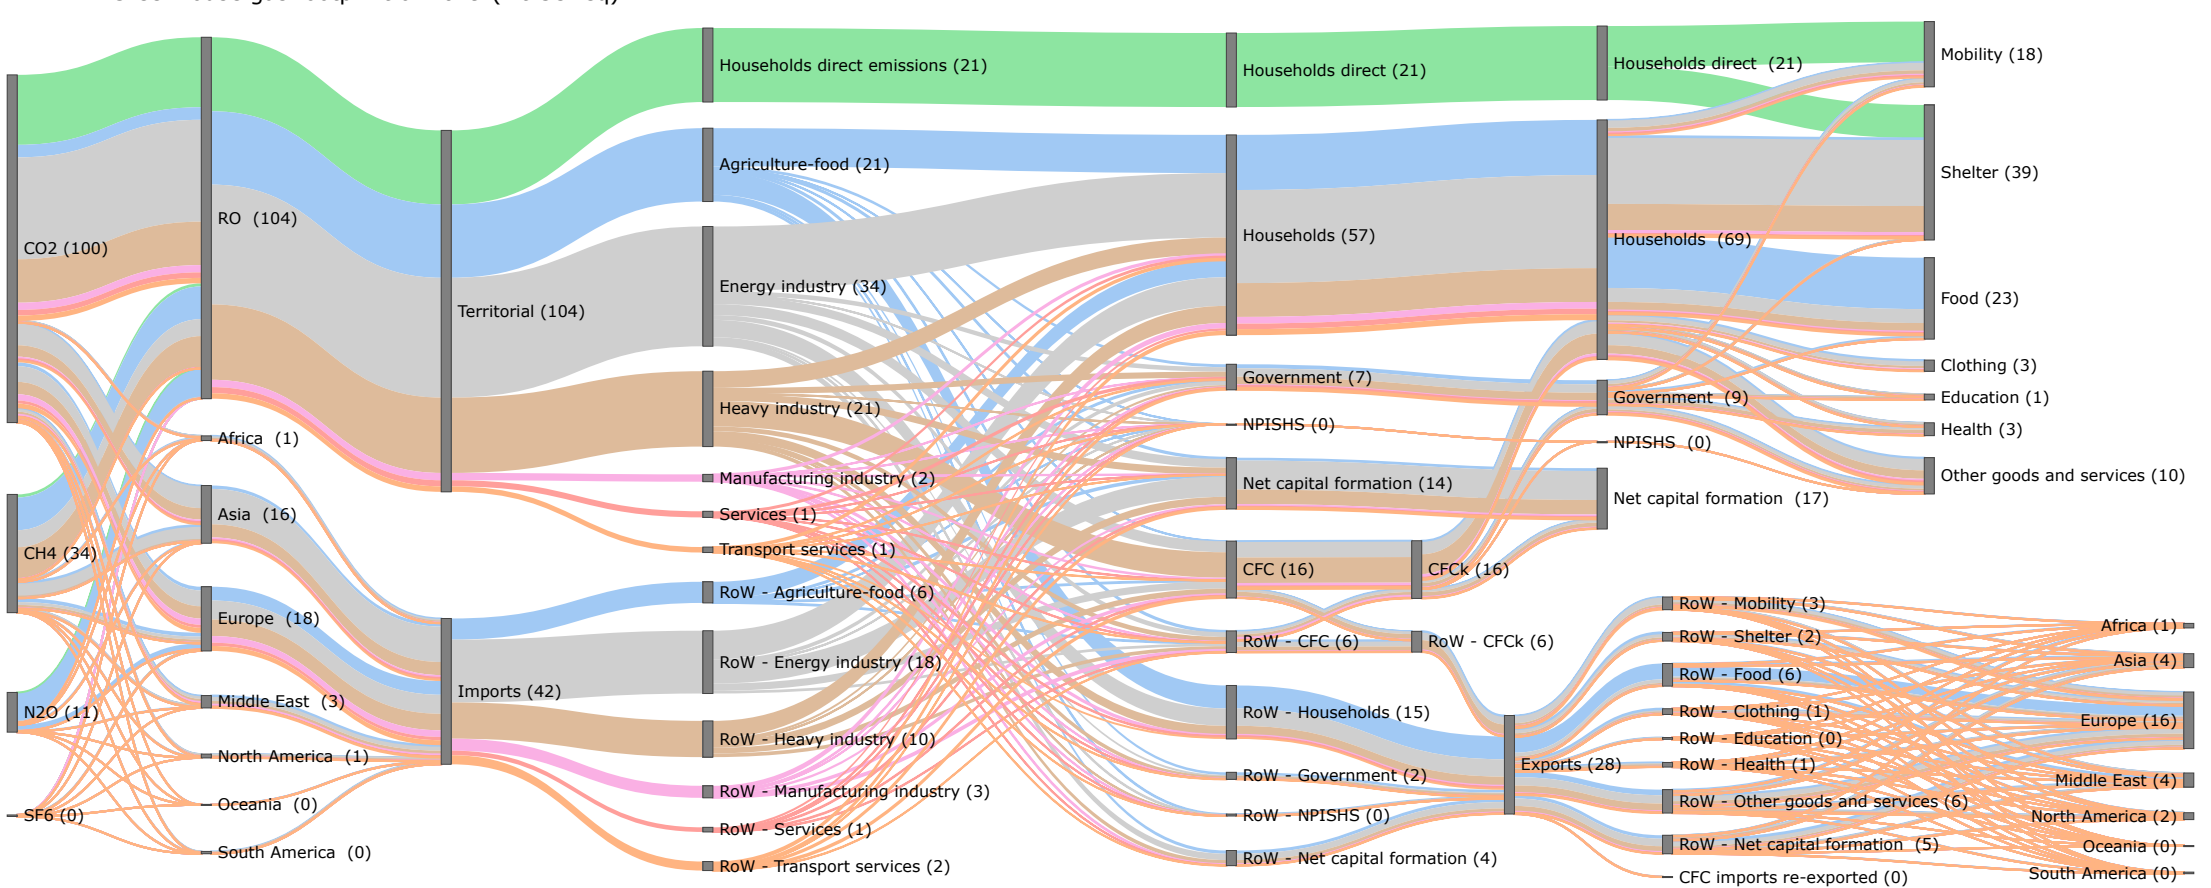 CO2 (100)
CH4 (34)
N2O (11)
SF6 (0)
RO  (104)
Africa  (1)
Asia  (16)
Europe  (18)
Middle East  (3)
North America  (1)
Oceania  (0)
South America  (0)
Territorial (104)
Imports (42)
Households direct emissions (21)
Agriculture-food (21)
Energy industry (34)
Heavy industry (21)
Manufacturing industry (2)
Services (1)
Transport services (1)
RoW - Agriculture-food (6)
RoW - Energy industry (18)
RoW - Heavy industry (10)
RoW - Manufacturing industry (3)
RoW - Services (1)
RoW - Transport services (2)
Households direct (21)
Households (57)
Government (7)
NPISHS (0)
Net capital formation (14)
CFC (16)
RoW - CFC (6)
RoW - Households (15)
RoW - Government (2)
RoW - NPISHS (0)
RoW - Net capital formation (4)
CFCk (16)
RoW - CFCk (6)
Exports (28)
Households direct  (21)
Households  (69)
Government  (9)
NPISHS  (0)
Net capital formation  (17)
RoW - Mobility (3)
RoW - Shelter (2)
RoW - Food (6)
RoW - Clothing (1)
RoW - Education (0)
RoW - Health (1)
RoW - Other goods and services (6)
RoW - Net capital formation  (5)
CFC imports re-exported (0)
Mobility (18)
Shelter (39)
Food (23)
Clothing (3)
Education (1)
Health (3)
Other goods and services (10)
Africa (1)
Asia (4)
Europe (16)
Middle East (4)
North America (2)
Oceania (0)
South America (0)